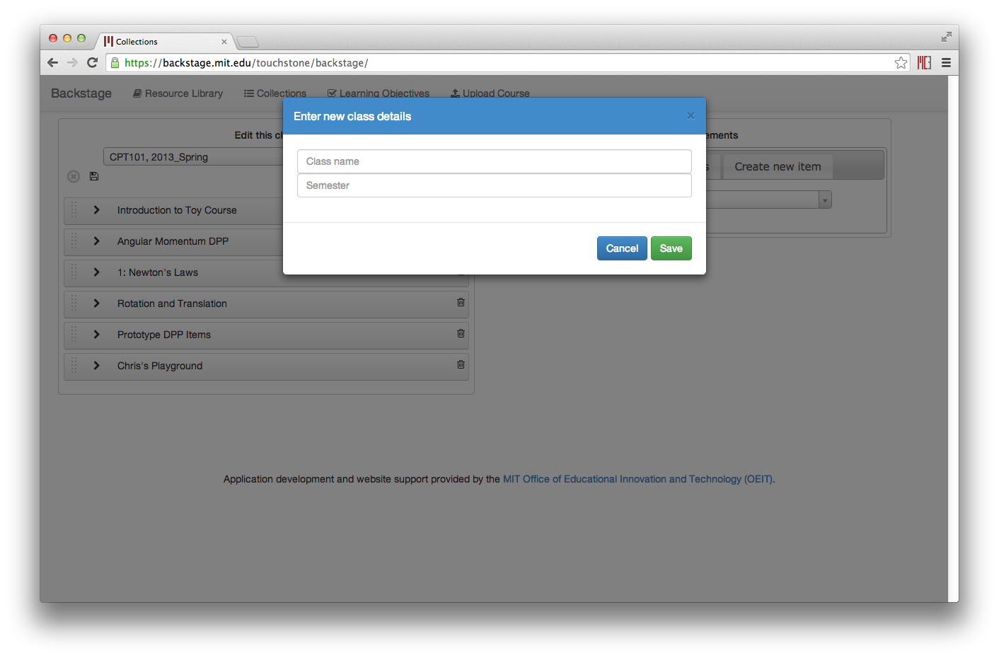 Collections
https://backstage.mit.edu/touchstone/backstage/
Backstage Resource Library Collections Learning Objectives Upload Course
Enter new class details ×
Edit this
ements
CPT101, 2013_Spring
Class name
Create new item
Semester
Introduction to Toy Course
Angular Momentum DPP
Cancel Save
1: Newton's Laws
Rotation and Translation
Prototype DPP Items
Chris's Playground
Application development and website support provided by the MIT Office of Educational Innovation and Technology (OEIT).